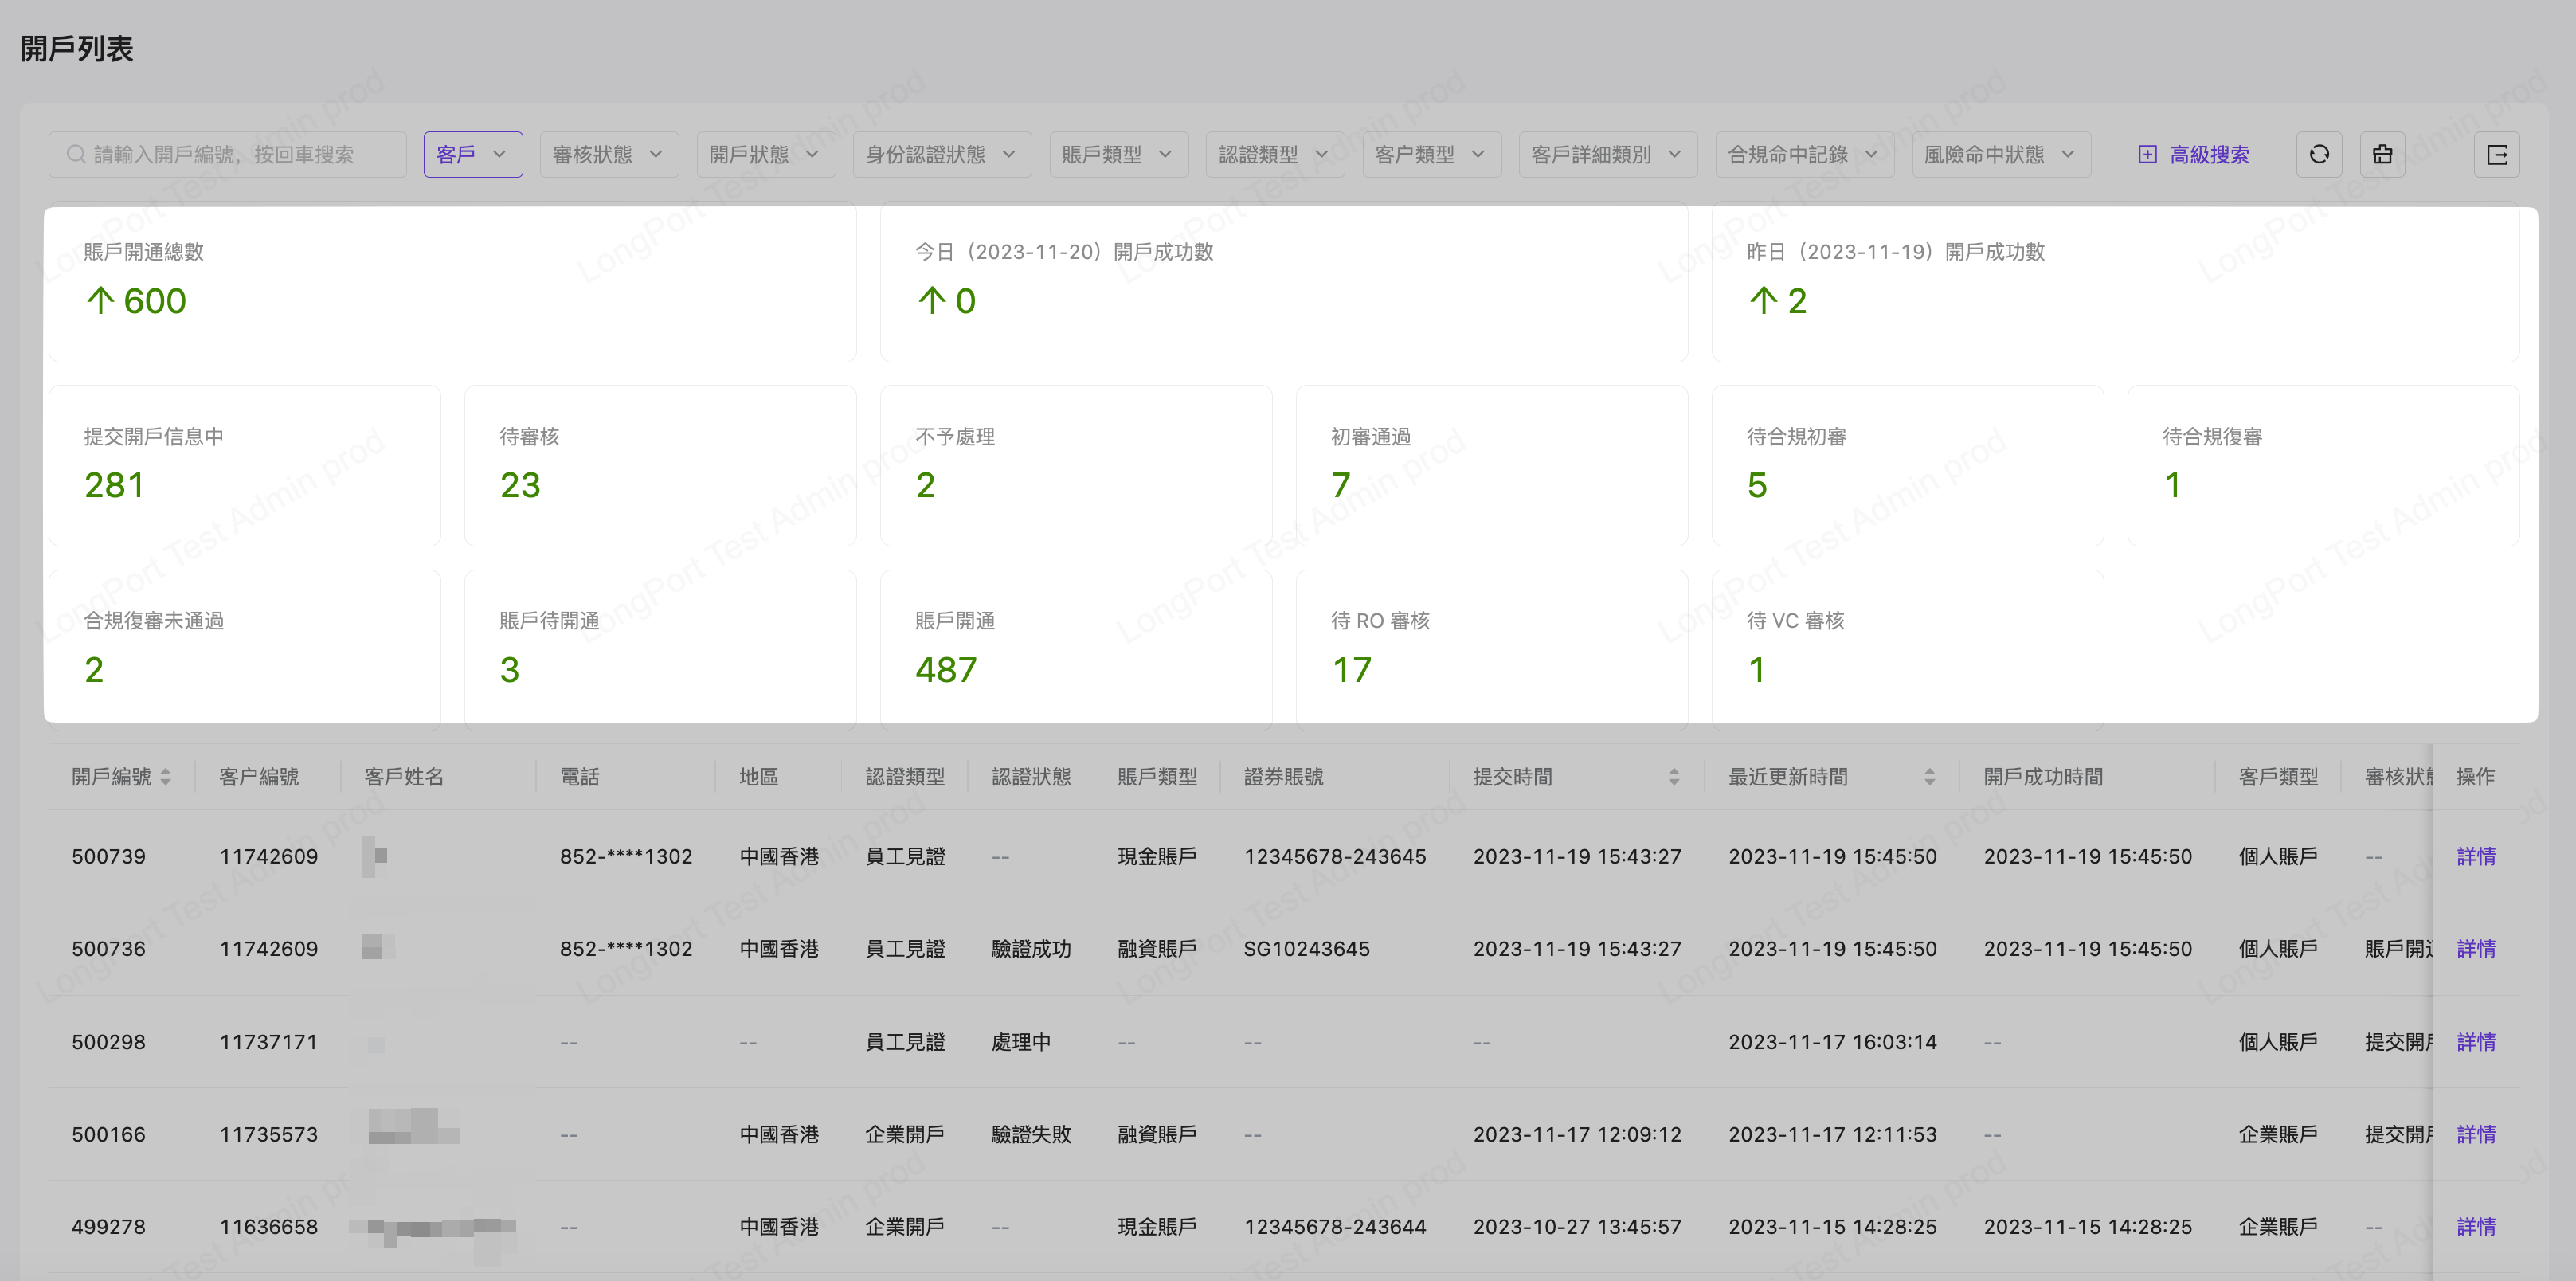 開戶列表
請輸入開戶編號，按回車搜索 客戶 審核狀態 開戶狀態 身份認證狀態 賬戶類型 認證類型 客戶類型 客戶詳細類別 合規命中記錄 風險命中狀態 高級搜索
賬戶開通總數 今日（2023-11-20）開戶成功數 昨日（2023-11-19）開戶成功數
↑ 600 ↑ 0 ↑ 2
提交開戶信息中 待審核 不予處理 初審通過 待合規初審 待合規復審
281 23 2 7 5 1
合規復審未通過 賬戶待開通 賬戶開通 待 RO 審核 待 VC 審核
2 3 487 17 1
開戶編號 客户編號 客戶姓名 電話 地區 認證類型 認證狀態 賬戶類型 證券賬號 提交時間 最近更新時間 開戶成功時間 客戶類型 審核狀 操作
500739 11742609 852-****1302 中國香港 員工見證 -- 現金賬戶 12345678-243645 2023-11-19 15:43:27 2023-11-19 15:45:50 2023-11-19 15:45:50 個人賬戶 -- 詳情
500736 11742609 852-****1302 中國香港 員工見證 驗證成功 融資賬戶 SG10243645 2023-11-19 15:43:27 2023-11-19 15:45:50 2023-11-19 15:45:50 個人賬戶 賬戶開 詳情
500298 11737171 -- -- 員工見證 處理中 -- -- -- 2023-11-17 16:03:14 -- 個人賬戶 提交開 詳情
500166 11735573 -- 中國香港 企業開戶 驗證失敗 融資賬戶 -- 2023-11-17 12:09:12 2023-11-17 12:11:53 -- 企業賬戶 提交開 詳情
499278 11636658 -- 中國香港 企業開戶 -- 現金賬戶 12345678-243644 2023-10-27 13:45:57 2023-11-15 14:28:25 2023-11-15 14:28:25 企業賬戶 -- 詳情
LongPort Test Admin prod